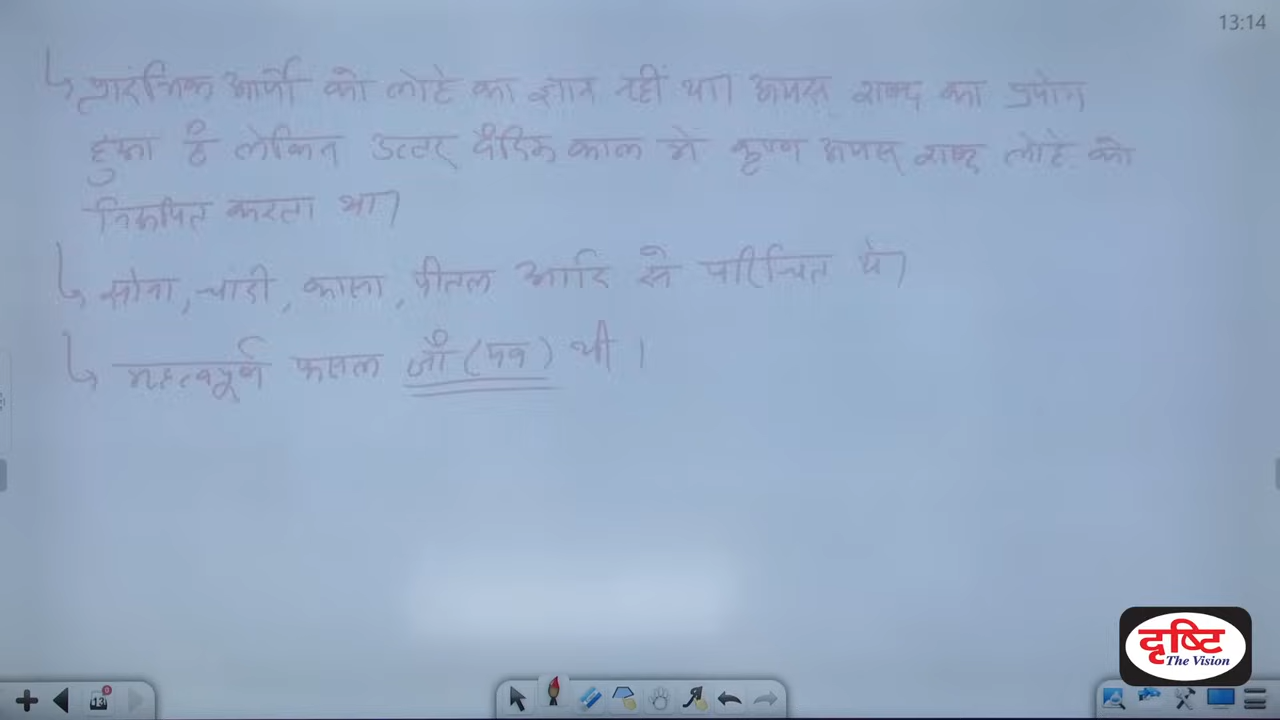 13:14
प्रारंभिक आर्यों को लोहे का ज्ञान नहीं था। अयस शब्द का प्रयोग
हुआ है लेकिन उत्तर वैदिक काल में कृष्ण अयस् शब्द लोहे को
निरूपित करता था।
सोना, चांदी, कासा, पीतल आदि से परिचित थे।
महत्वपूर्ण फसल जौ (यव) थी।
दृष्टि
The Vision
13